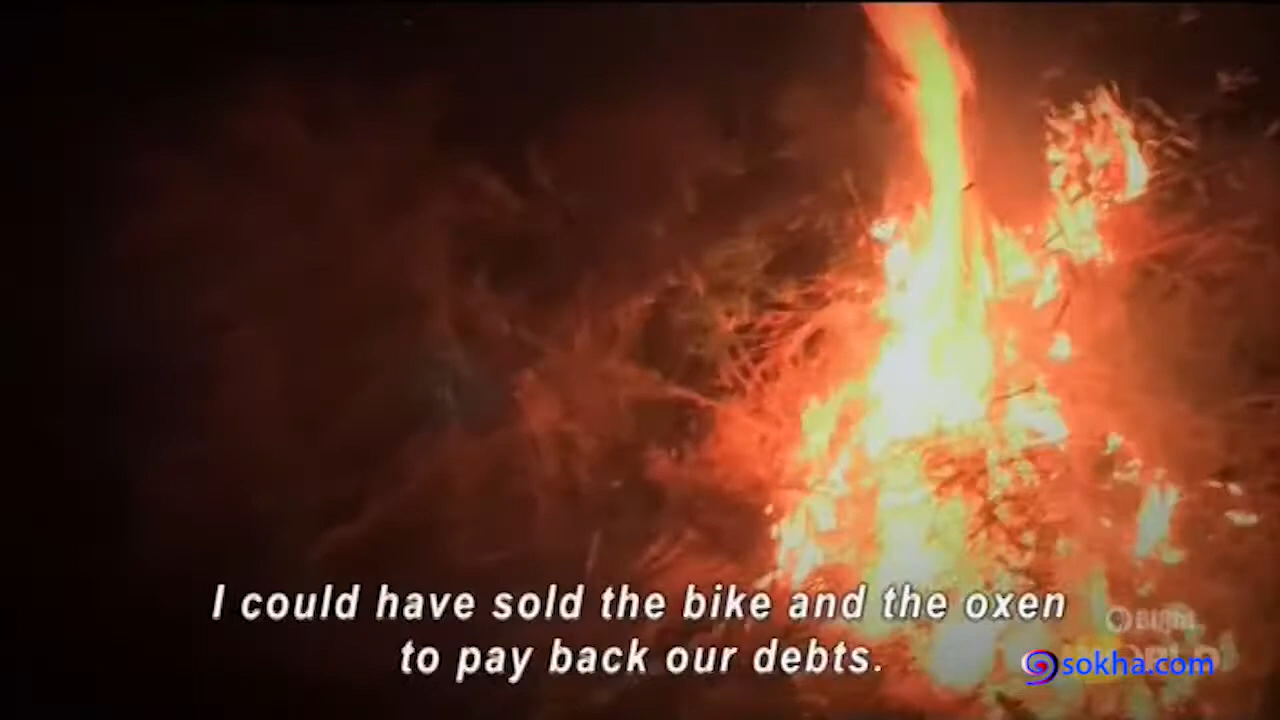 I could have sold the bike and the oxen
to pay back our debts.
sokha.com